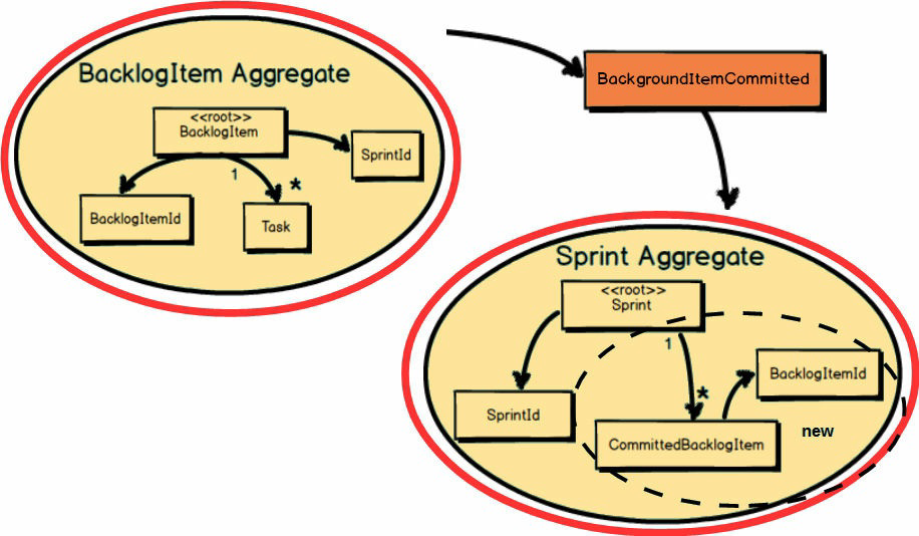 BacklogItem Aggregate
<<root>>
BacklogItem
SprintId
1
*
BacklogItemId
Task
BackgroundItemCommitted
Sprint Aggregate
<<root>>
Sprint
1
*
BacklogItemId
SprintId
new
CommittedBacklogItem